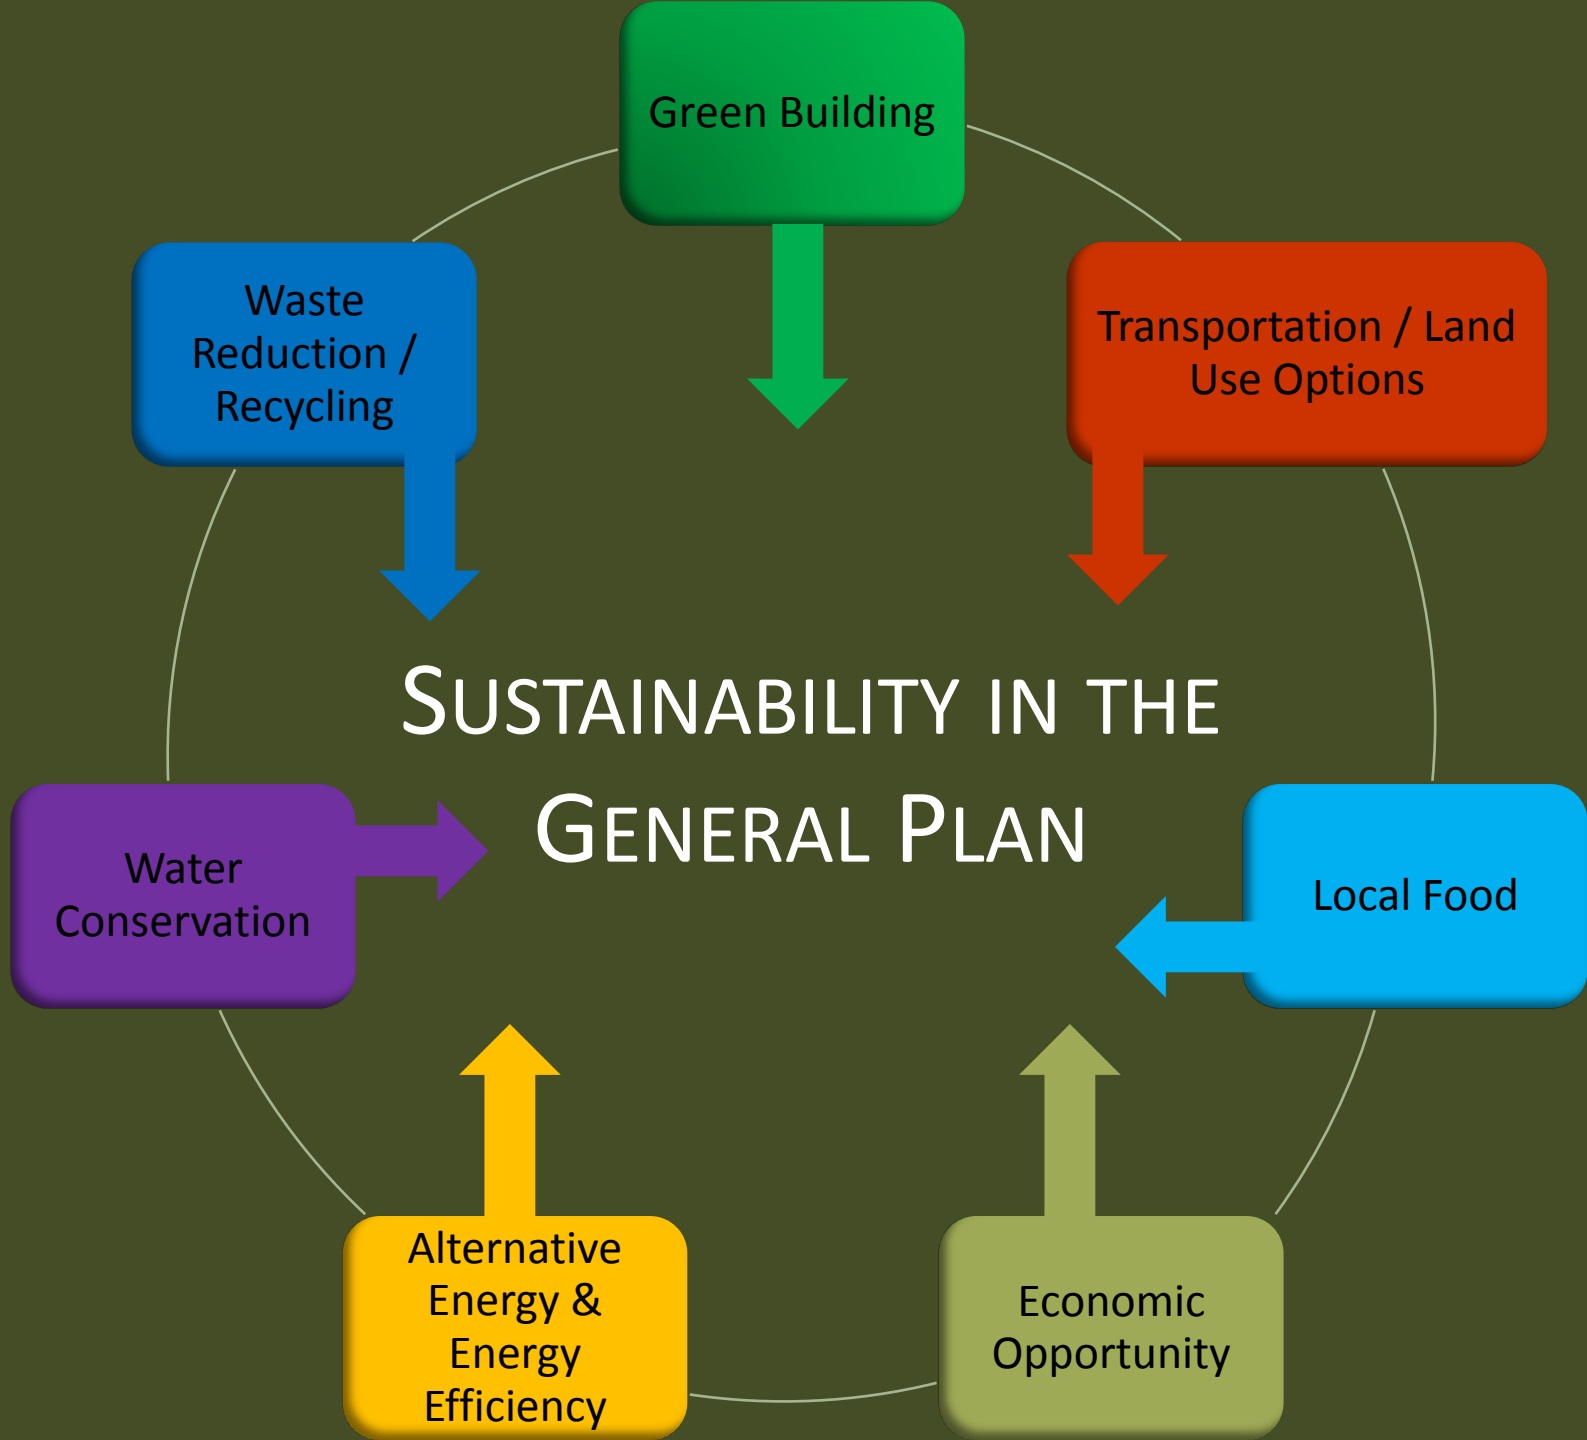 Green Building
Waste
Reduction /
Recycling
Transportation / Land
Use Options
SUSTAINABILITY IN THE
GENERAL PLAN
Water
Conservation
Local Food
Alternative
Energy &
Energy
Efficiency
Economic
Opportunity